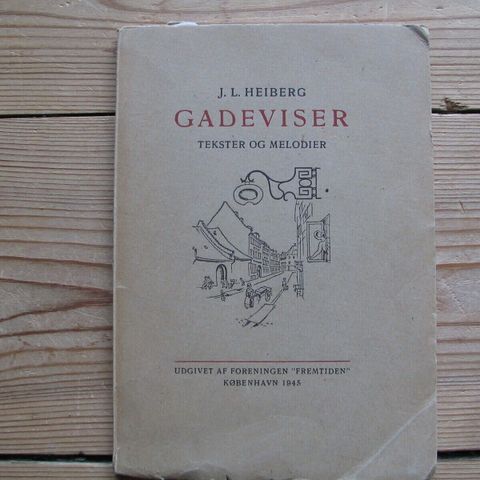 J. L. HEIBERG
GADEVISER
TEKSTER OG MELODIER
UDGIVET AF FORENINGEN "FREMTIDEN"
KØBENHAVN 1945